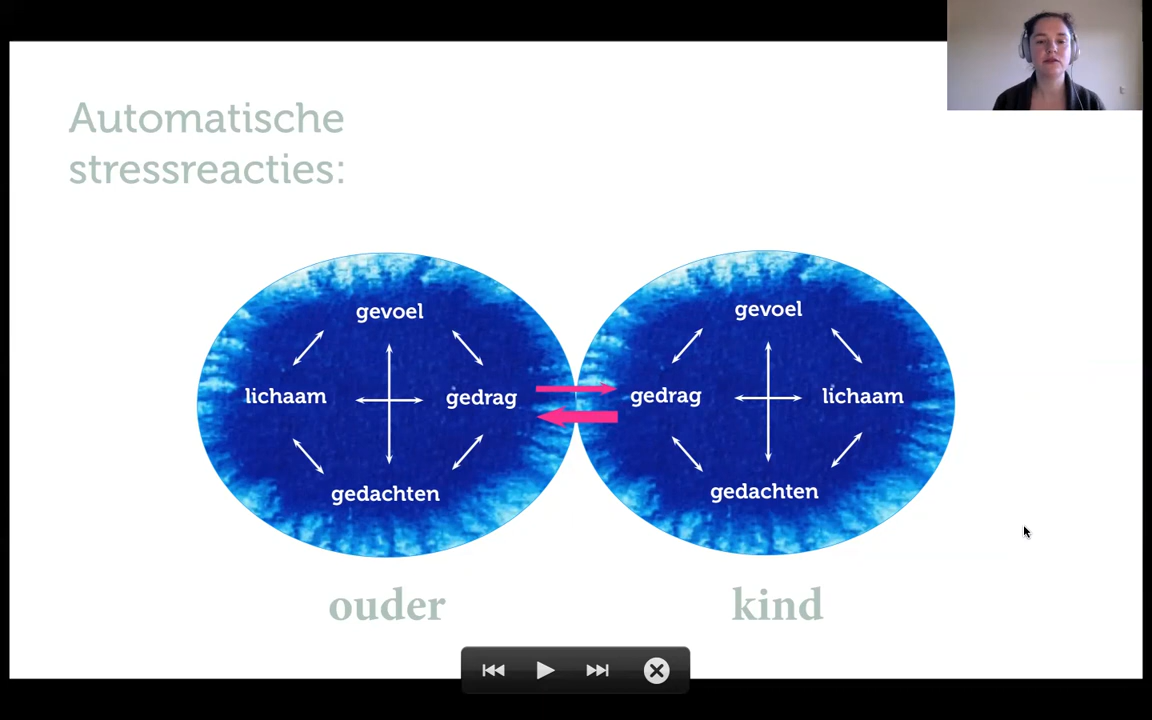 Automatische
stressreacties:
gevoel
gevoel
lichaam
gedrag
gedrag
lichaam
gedachten
gedachten
ouder
kind